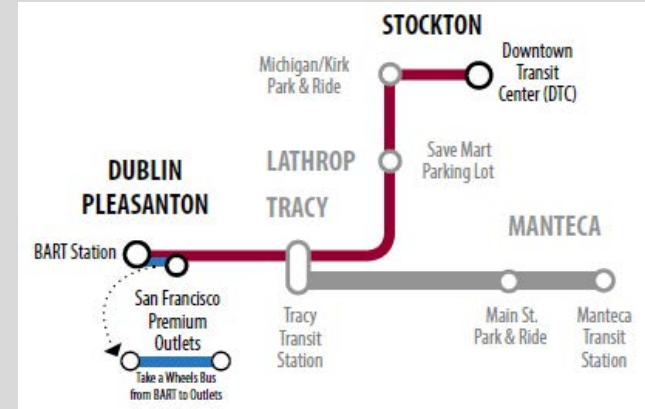 STOCKTON
Michigan/Kirk
Park & Ride
Downtown
Transit
Center (DTC)
LATHROP
Save Mart
Parking Lot
DUBLIN
PLEASANTON
TRACY
MANTECA
BART Station
San Francisco
Premium
Outlets
Tracy
Transit
Station
Main St.
Park & Ride
Manteca
Transit
Station
Take a Wheels Bus
from BART to Outlets